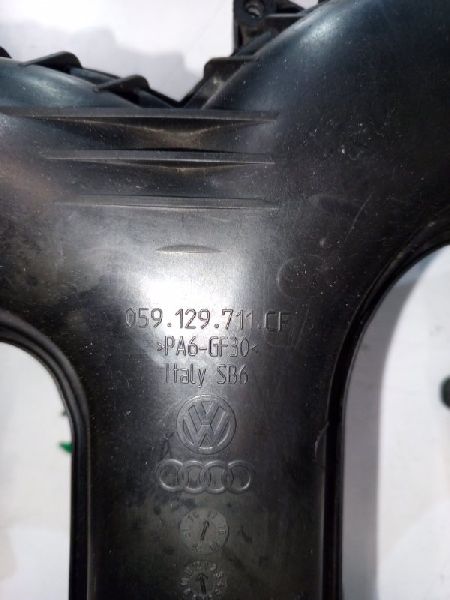 059.129.711.CF
>PA6-GF30<
Italy SB6